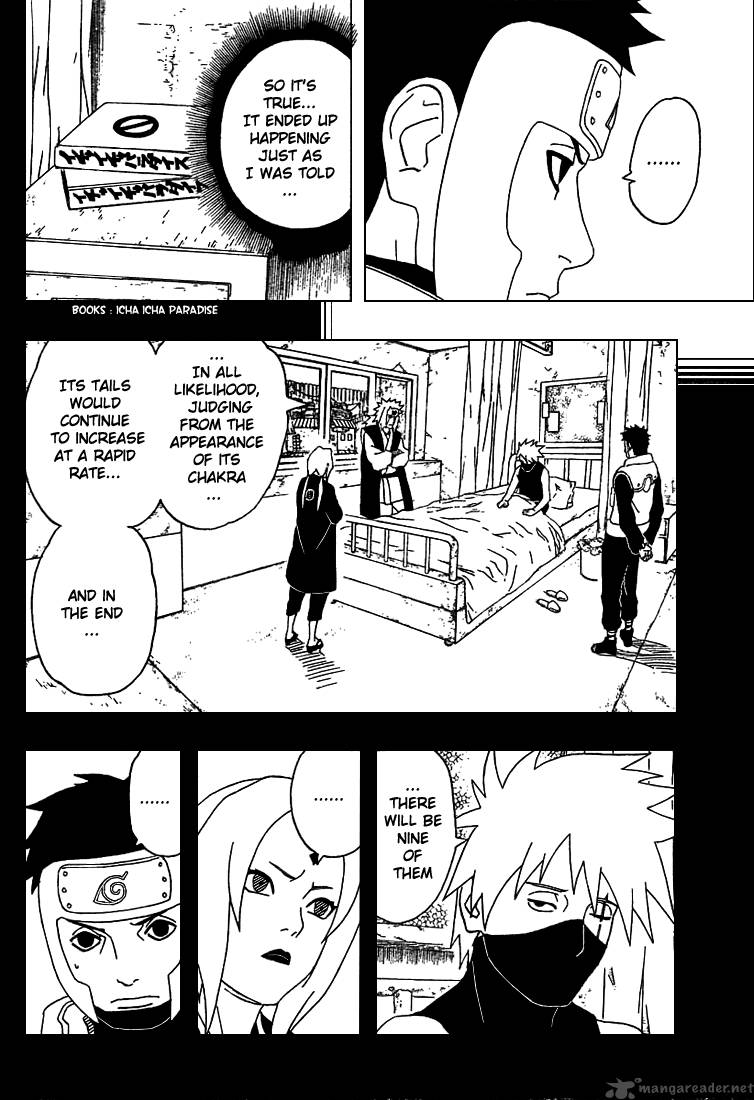 ......
SO IT'S
TRUE...
IT ENDED UP
HAPPENING
JUST AS
I WAS TOLD
...
BOOKS : ICHA ICHA PARADISE
...
IN ALL
LIKELIHOOD,
JUDGING
FROM THE
APPEARANCE
OF ITS
CHAKRA
...
ITS TAILS
WOULD
CONTINUE
TO INCREASE
AT A RAPID
RATE...
AND IN
THE END
...
...
THERE
WILL BE
NINE
OF
THEM
......
......
mangareader.net